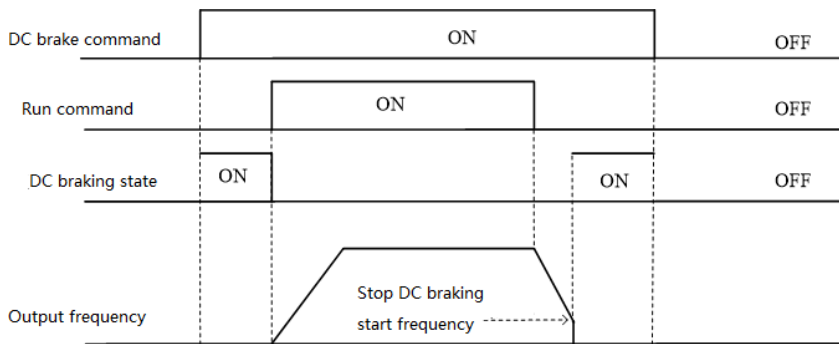 DC brake command
ON
OFF
Run command
ON
OFF
DC braking state
ON
ON
OFF
Output frequency
Stop DC braking
start frequency